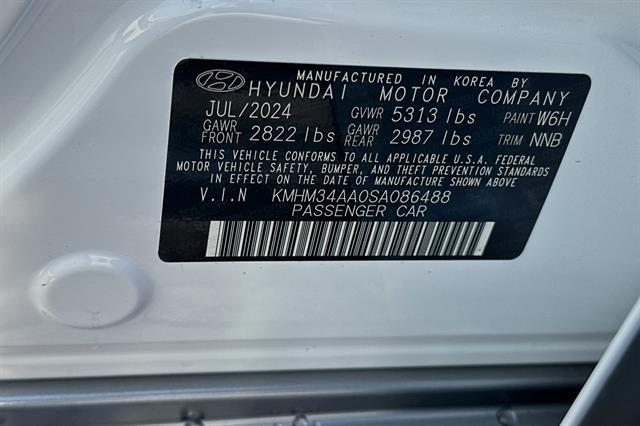 MANUFACTURED IN KOREA BY
HYUNDAI MOTOR COMPANY
JUL/2024 GVWR 5313 lbs PAINT W6H
GAWR FRONT 2822 lbs GAWR REAR 2987 lbs TRIM NNB
THIS VEHICLE CONFORMS TO ALL APPLICABLE U.S.A. FEDERAL
MOTOR VEHICLE SAFETY, BUMPER, AND THEFT PREVENTION STANDARDS
IN EFFECT ON THE DATE OF MANUFACTURE SHOWN ABOVE
V.I.N KMHM34AA0SA086488
PASSENGER CAR